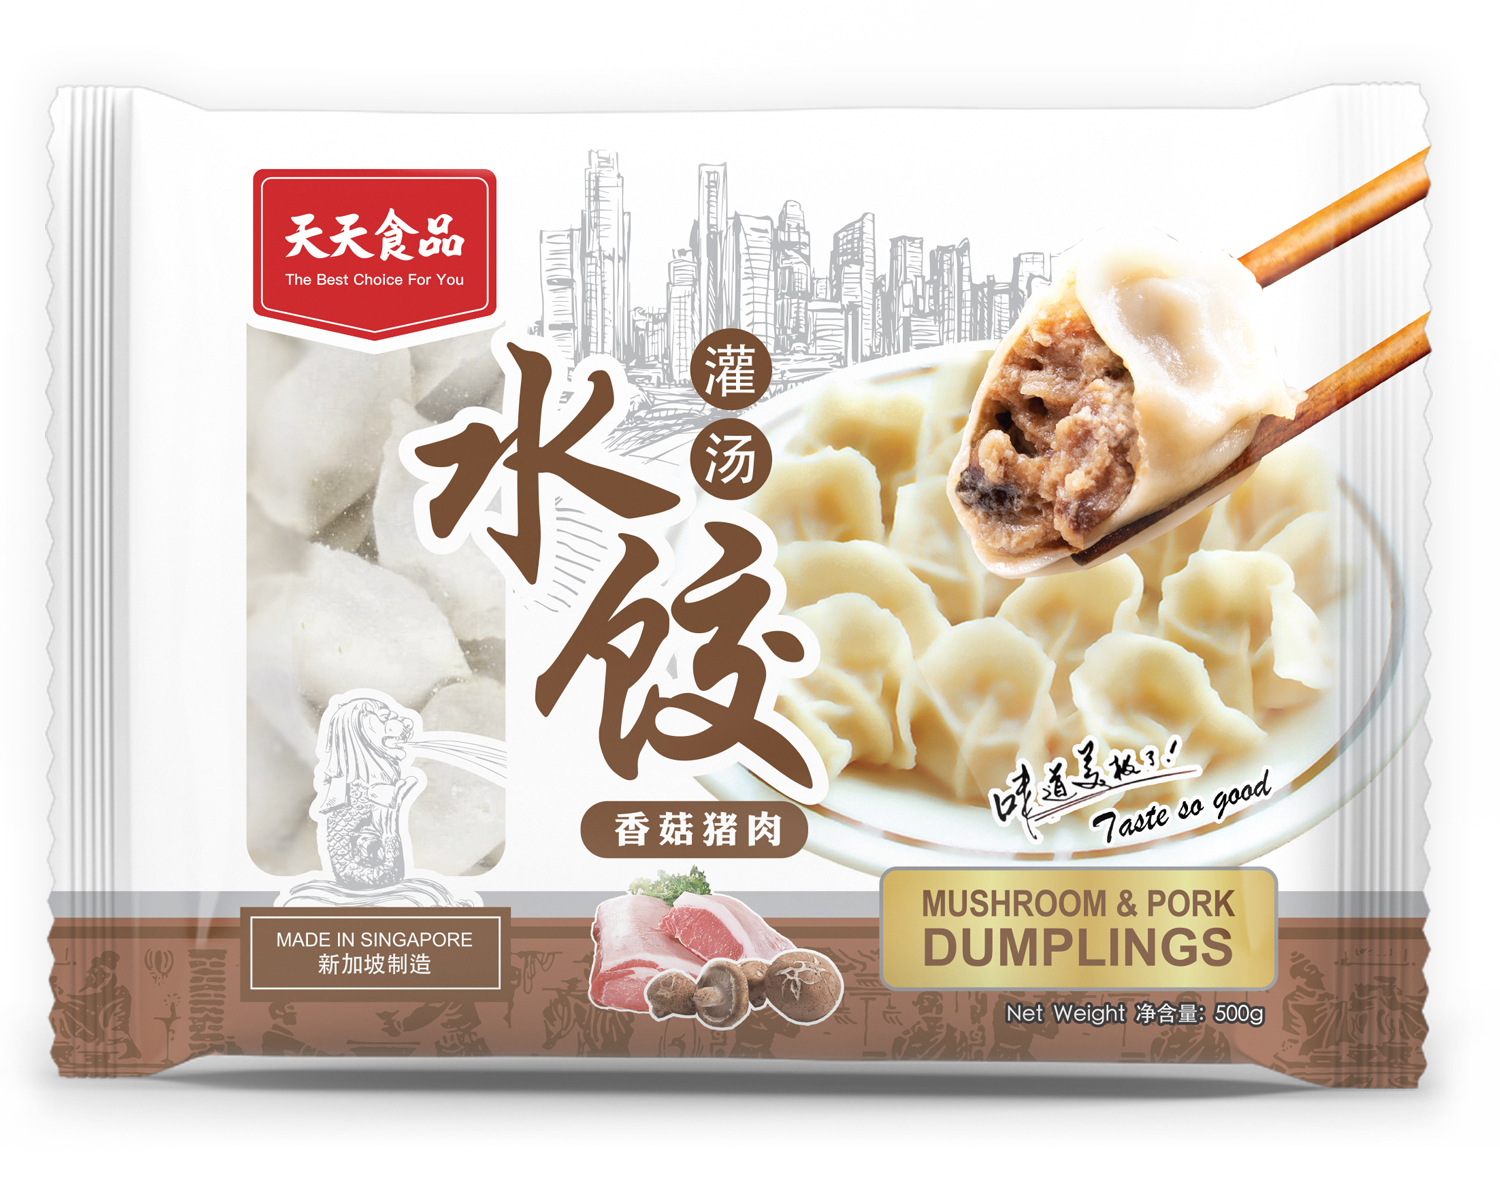 天天食品
The Best Choice For You
灌汤
水饺
香菇猪肉
味道美极了!
Taste so good
MUSHROOM & PORK
DUMPLINGS
MADE IN SINGAPORE
新加坡制造
Net Weight 净含量: 500g